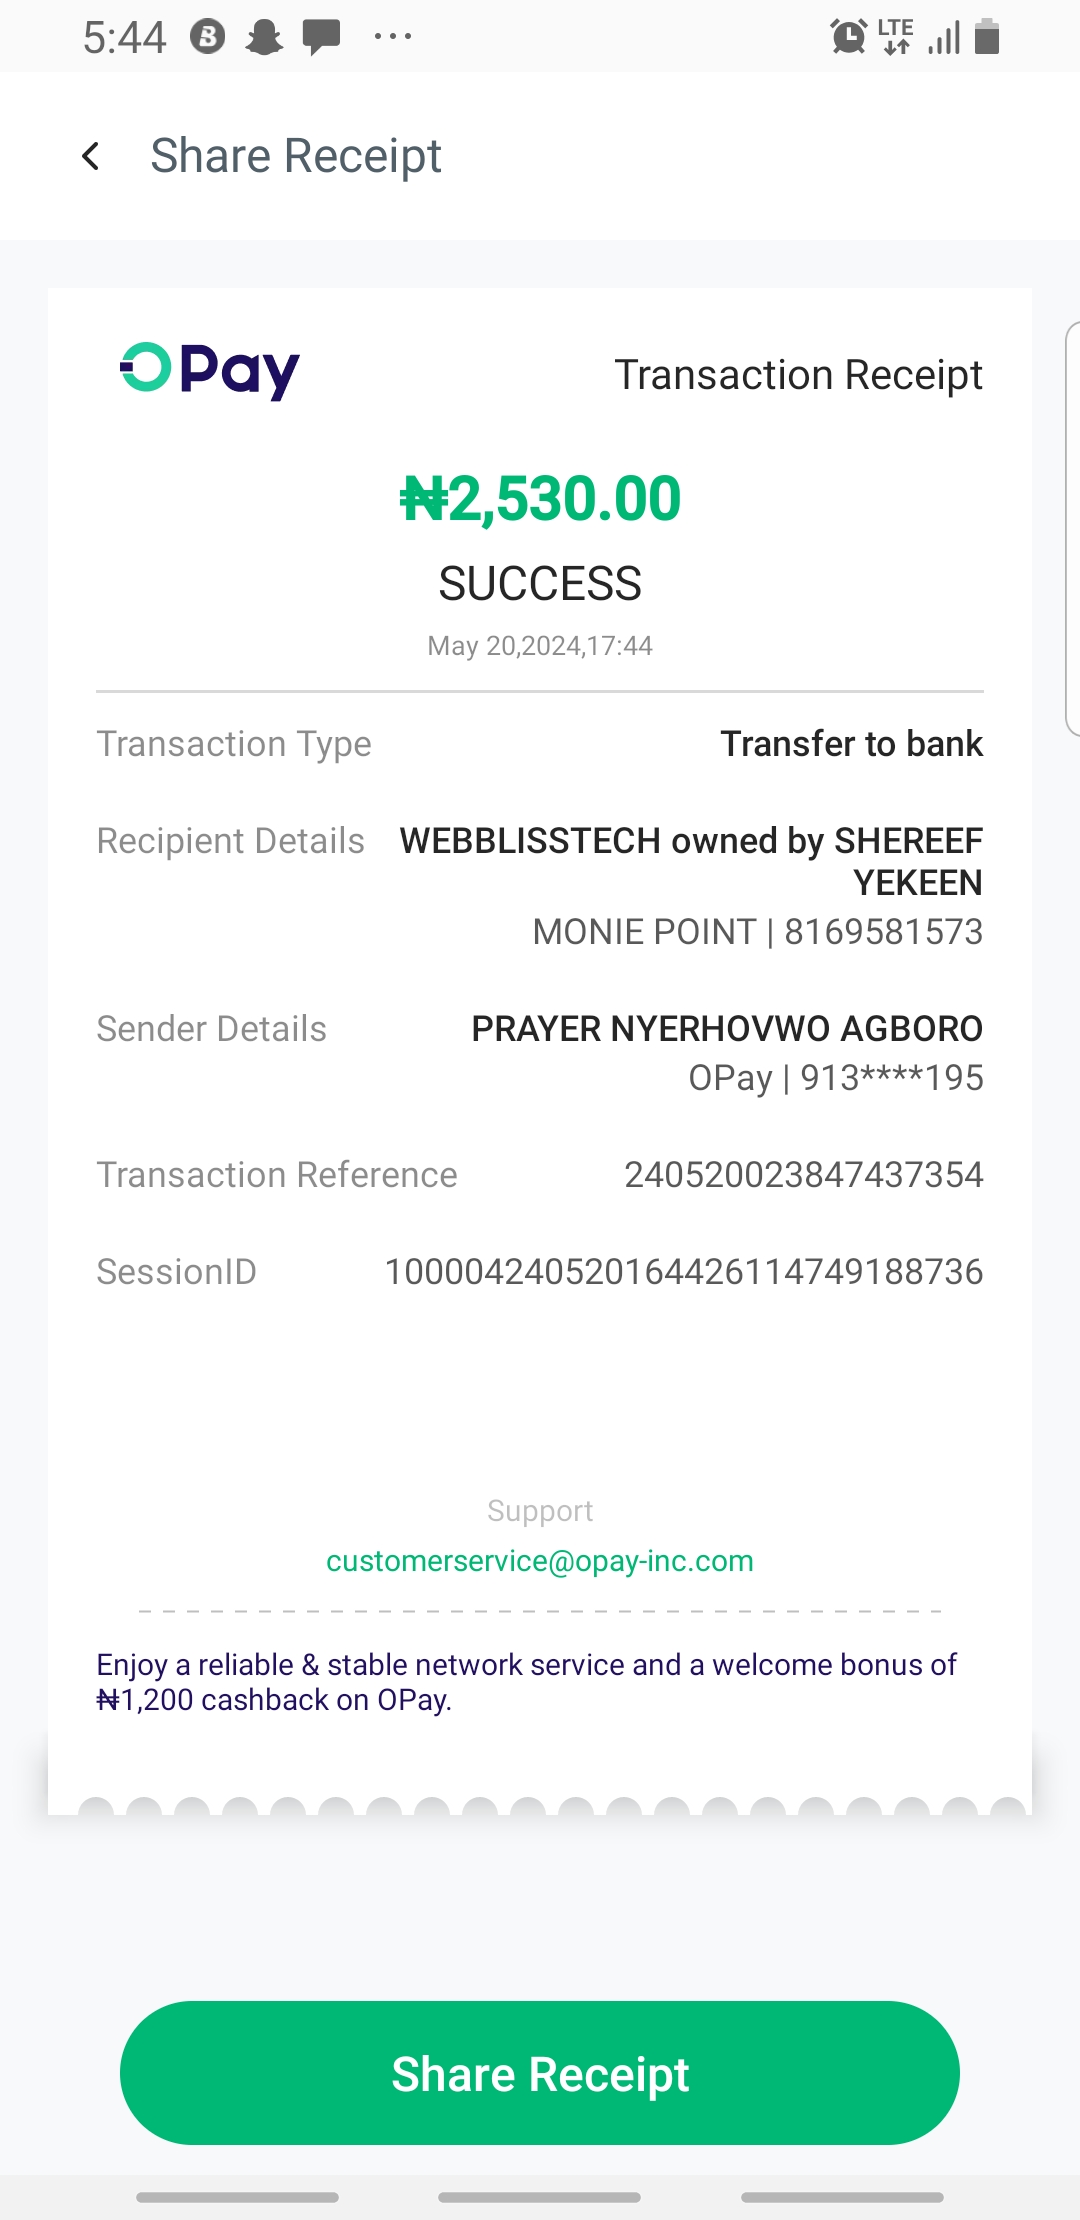 5:44
LTE
Share Receipt
OPay
Transaction Receipt
₦2,530.00
SUCCESS
May 20,2024,17:44
Transaction Type
Transfer to bank
Recipient Details
WEBBLISSTECH owned by SHEREEF
YEKEEN
MONIE POINT | 8169581573
Sender Details
PRAYER NYERHOVWO AGBORO
OPay | 913****195
Transaction Reference
240520023847437354
SessionID
100004240520164426114749188736
Support
customerservice@opay-inc.com
Enjoy a reliable & stable network service and a welcome bonus of
₦1,200 cashback on OPay.
Share Receipt